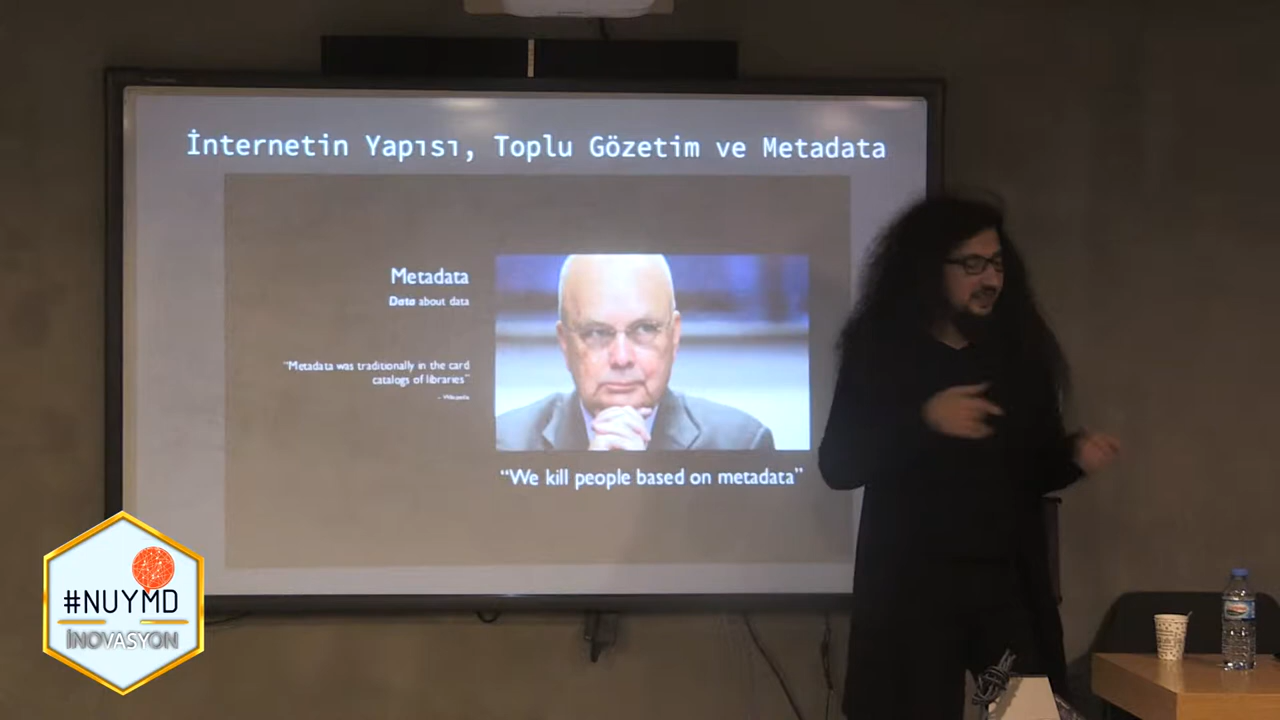 İnternetin Yapısı, Toplu Gözetim ve Metadata
Metadata
Data about data
“Metadata was traditionally in the card
catalogs of libraries”
– Wikipedia
“We kill people based on metadata”
#NUYMD
İNOVASYON